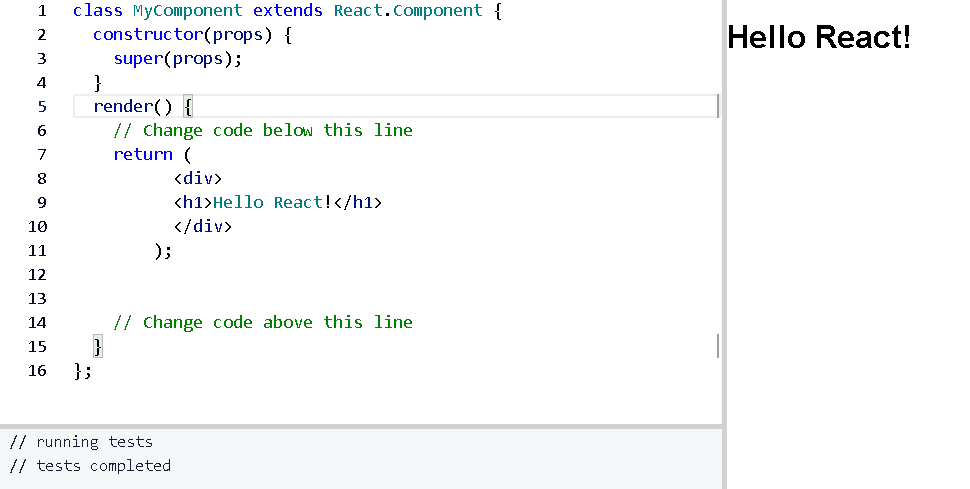 1 class MyComponent extends React.Component {
2   constructor(props) {
3     super(props);
4   }
5   render() {
6     // Change code below this line
7     return (
8           <div>
9           <h1>Hello React!</h1>
10           </div>
11         );
12
13
14     // Change code above this line
15   }
16 };
Hello React!
// running tests
// tests completed